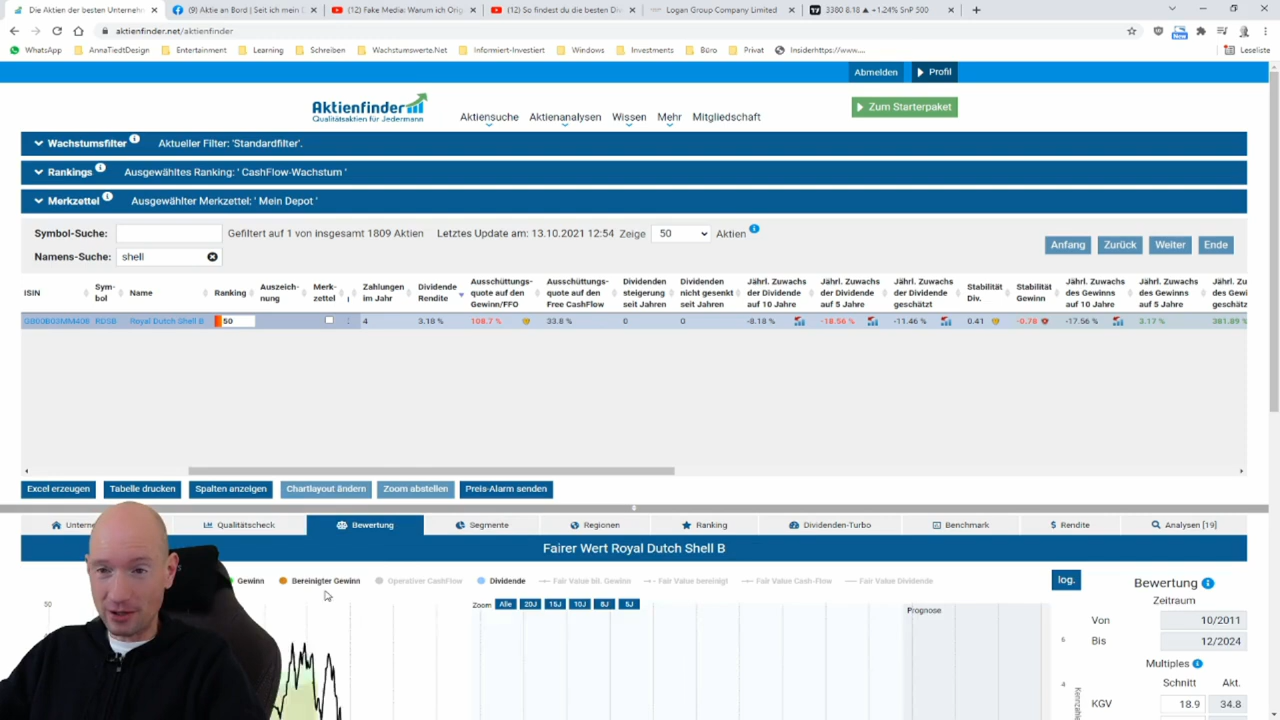 Die Aktien der besten Unternehm
(9) Aktie an Bord | Seit ich mein D
(12) Fake Media: Warum ich Orig
(12) So findest du die besten Div
Logan Group Company Limited
3380 8.18 ▲ +1.24% SnP 500
aktienfinder.net/aktienfinder
WhatsApp
AnnaTiedtDesign
Entertainment
Learning
Schreiben
Wachstumswerte.Net
Informiert-Investiert
Windows
Investments
Büro
Privat
Insiderhttps://www....
Leseliste
Abmelden
Profil
Aktienfinder
Qualitätsaktien für Jedermann
Aktiensuche
Aktienanalysen
Wissen
Mehr
Mitgliedschaft
Zum Starterpaket
Wachstumsfilter Aktueller Filter: 'Standardfilter'.
Rankings Ausgewähltes Ranking: ' CashFlow-Wachstum '
Merkzettel Ausgewählter Merkzettel: ' Mein Depot '
Symbol-Suche: Gefiltert auf 1 von insgesamt 1809 Aktien Letztes Update am: 13.10.2021 12:54 Zeige 50 Aktien
Anfang Zurück Weiter Ende
Namens-Suche: shell
ISIN
Sym-
bol
Name
Ranking
Auszeich-
nung
Merk-
zettel
Zahlungen
im Jahr
Dividende
Rendite
Ausschüttungs-
quote auf den
Gewinn/FFO
Ausschüttungs-
quote auf den
Free CashFlow
Dividenden
steigerung
seit Jahren
Dividenden
nicht gesenkt
seit Jahren
Jährl. Zuwachs
der Dividende
auf 10 Jahre
Jährl. Zuwachs
der Dividende
auf 5 Jahre
Jährl. Zuwachs
der Dividende
geschätzt
Stabilität
Div.
Stabilität
Gewinn
Jährl. Zuwachs
des Gewinns
auf 10 Jahre
Jährl. Zuwachs
des Gewinns
auf 5 Jahre
Jährl. Zu
des Gewi
geschätz
GB00B03MM408 RDSB Royal Dutch Shell B 50 4 3.18 % 108.7 % 33.8 % 0 0 -8.18 % -18.56 % -11.46 % 0.41 -0.78 -17.56 % 3.17 % 381.89 %
Excel erzeugen
Tabelle drucken
Spalten anzeigen
Chartlayout ändern
Zoom abstellen
Preis-Alarm senden
Unterne
Qualitätscheck
Bewertung
Segmente
Regionen
Ranking
Dividenden-Turbo
Benchmark
Rendite
Analysen [19]
Fairer Wert Royal Dutch Shell B
Gewinn
Bereinigter Gewinn
Operativer CashFlow
Dividende
Fair Value bil. Gewinn
Fair Value bereinigt
Fair Value Cash-Flow
Fair Value Dividende
log.
Bewertung
Zeitraum
50
Zoom Alle 20J 15J 10J 8J 5J
Prognose
Von 10/2011
6
Bis 12/2024
Multiples
Schnitt Akt.
4
KGV 18.9 34.8
Kennzahle